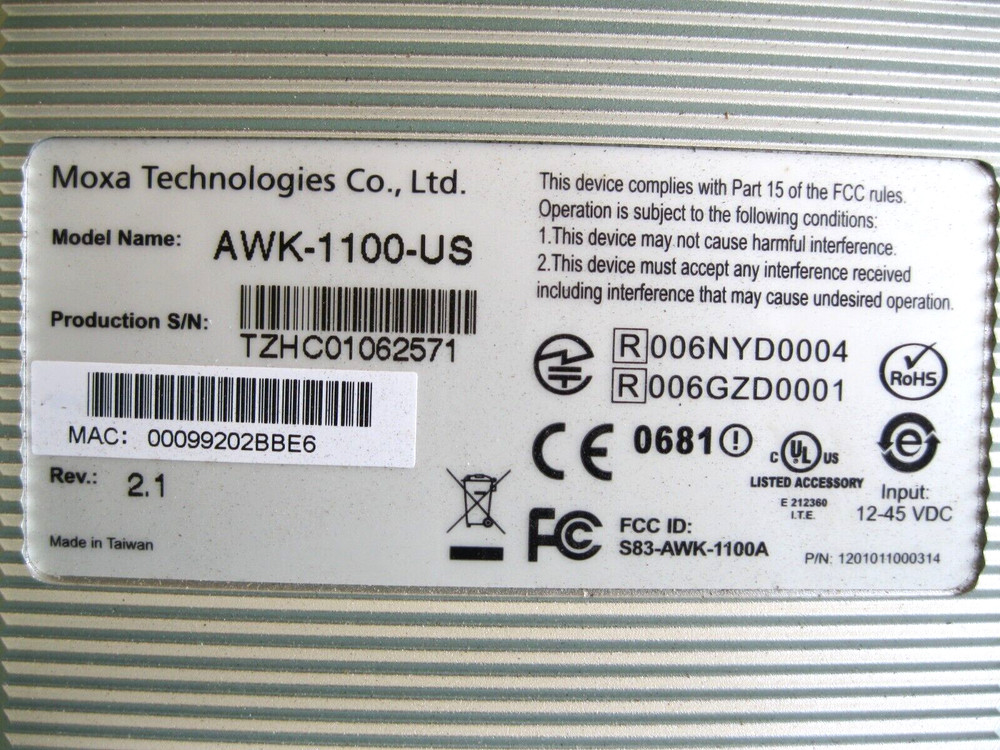 Moxa Technologies Co., Ltd.
Model Name: AWK-1100-US
Production S/N:
TZHC01062571
MAC: 00099202BBE6
Rev.: 2.1
Made in Taiwan
This device complies with Part 15 of the FCC rules.
Operation is subject to the following conditions:
1.This device may not cause harmful interference.
2.This device must accept any interference received
including interference that may cause undesired operation.
R 006NYD0004
R 006GZD0001
RoHS
CE 0681
C UL US
LISTED ACCESSORY
E 212360
I.T.E.
e
Input:
12-45 VDC
FC
FCC ID:
S83-AWK-1100A
P/N: 1201011000314